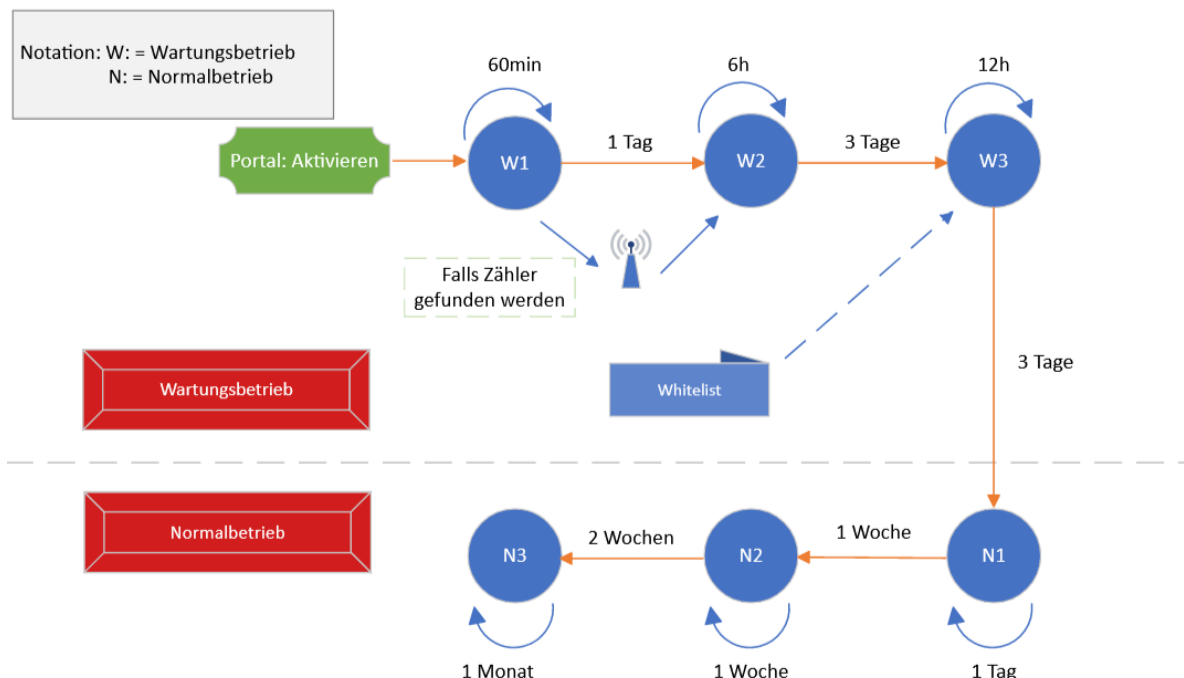 Notation: W: = Wartungsbetrieb
N: = Normalbetrieb
60min
6h
12h
Portal: Aktivieren
W1
1 Tag
W2
3 Tage
W3
Falls Zähler
gefunden werden
Wartungsbetrieb
Whitelist
3 Tage
Normalbetrieb
N3
2 Wochen
N2
1 Woche
N1
1 Monat
1 Woche
1 Tag